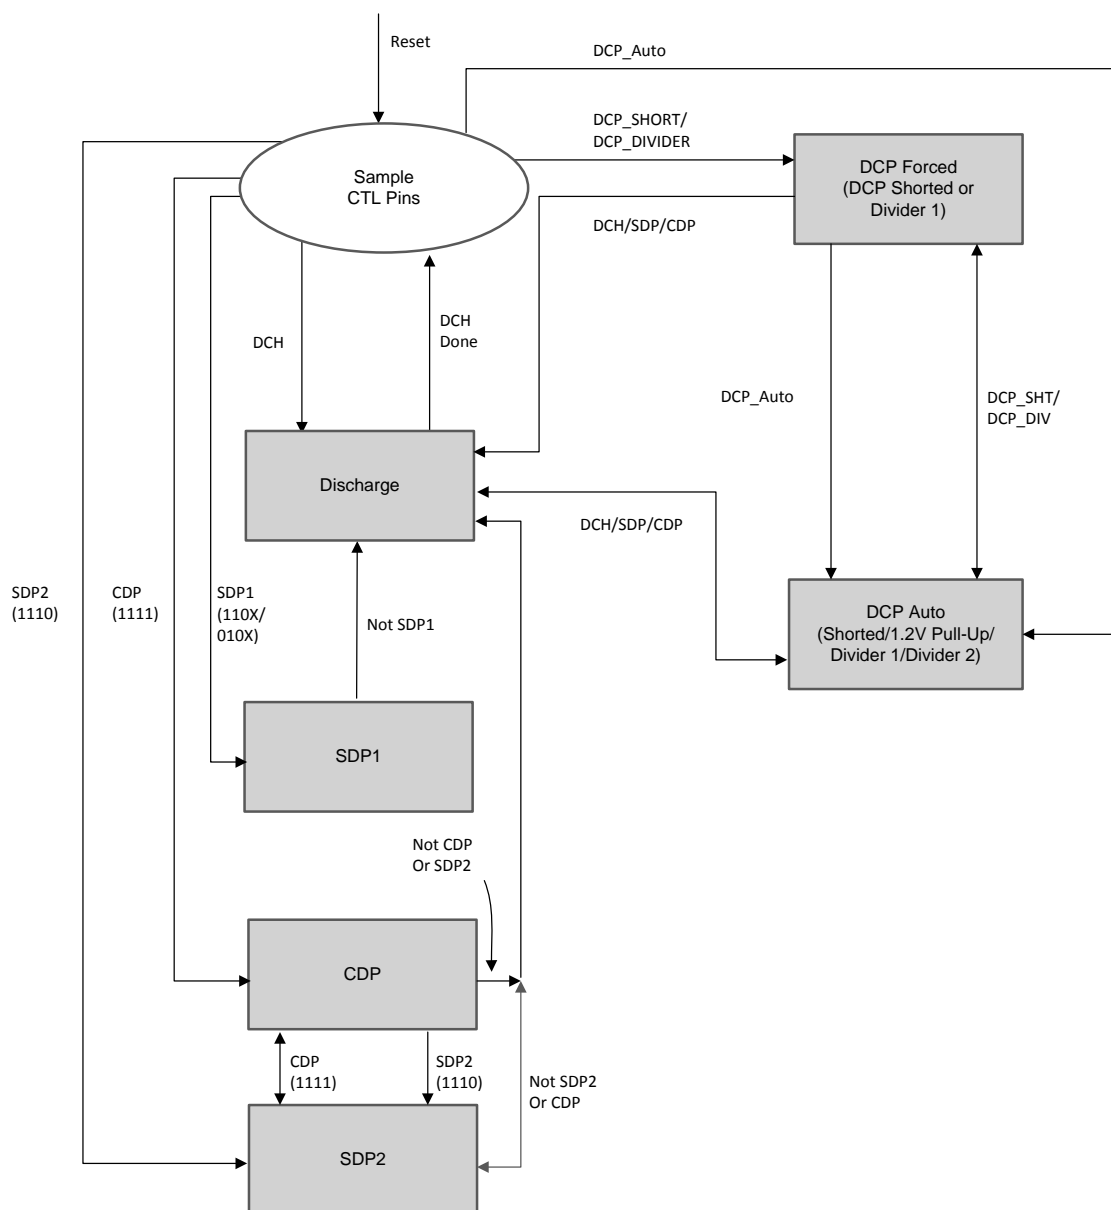 Reset
DCP_Auto
DCP_SHORT/
DCP_DIVIDER
DCP Forced
(DCP Shorted or
Divider 1)
Sample
CTL Pins
DCH/SDP/CDP
DCH
DCH
Done
DCP_Auto
DCP_SHT/
DCP_DIV
Discharge
DCH/SDP/CDP
SDP2
(1110)
CDP
(1111)
SDP1
(110X/
010X)
Not SDP1
DCP Auto
(Shorted/1.2V Pull-Up/
Divider 1/Divider 2)
SDP1
Not CDP
Or SDP2
CDP
CDP
(1111)
SDP2
(1110)
Not SDP2
Or CDP
SDP2